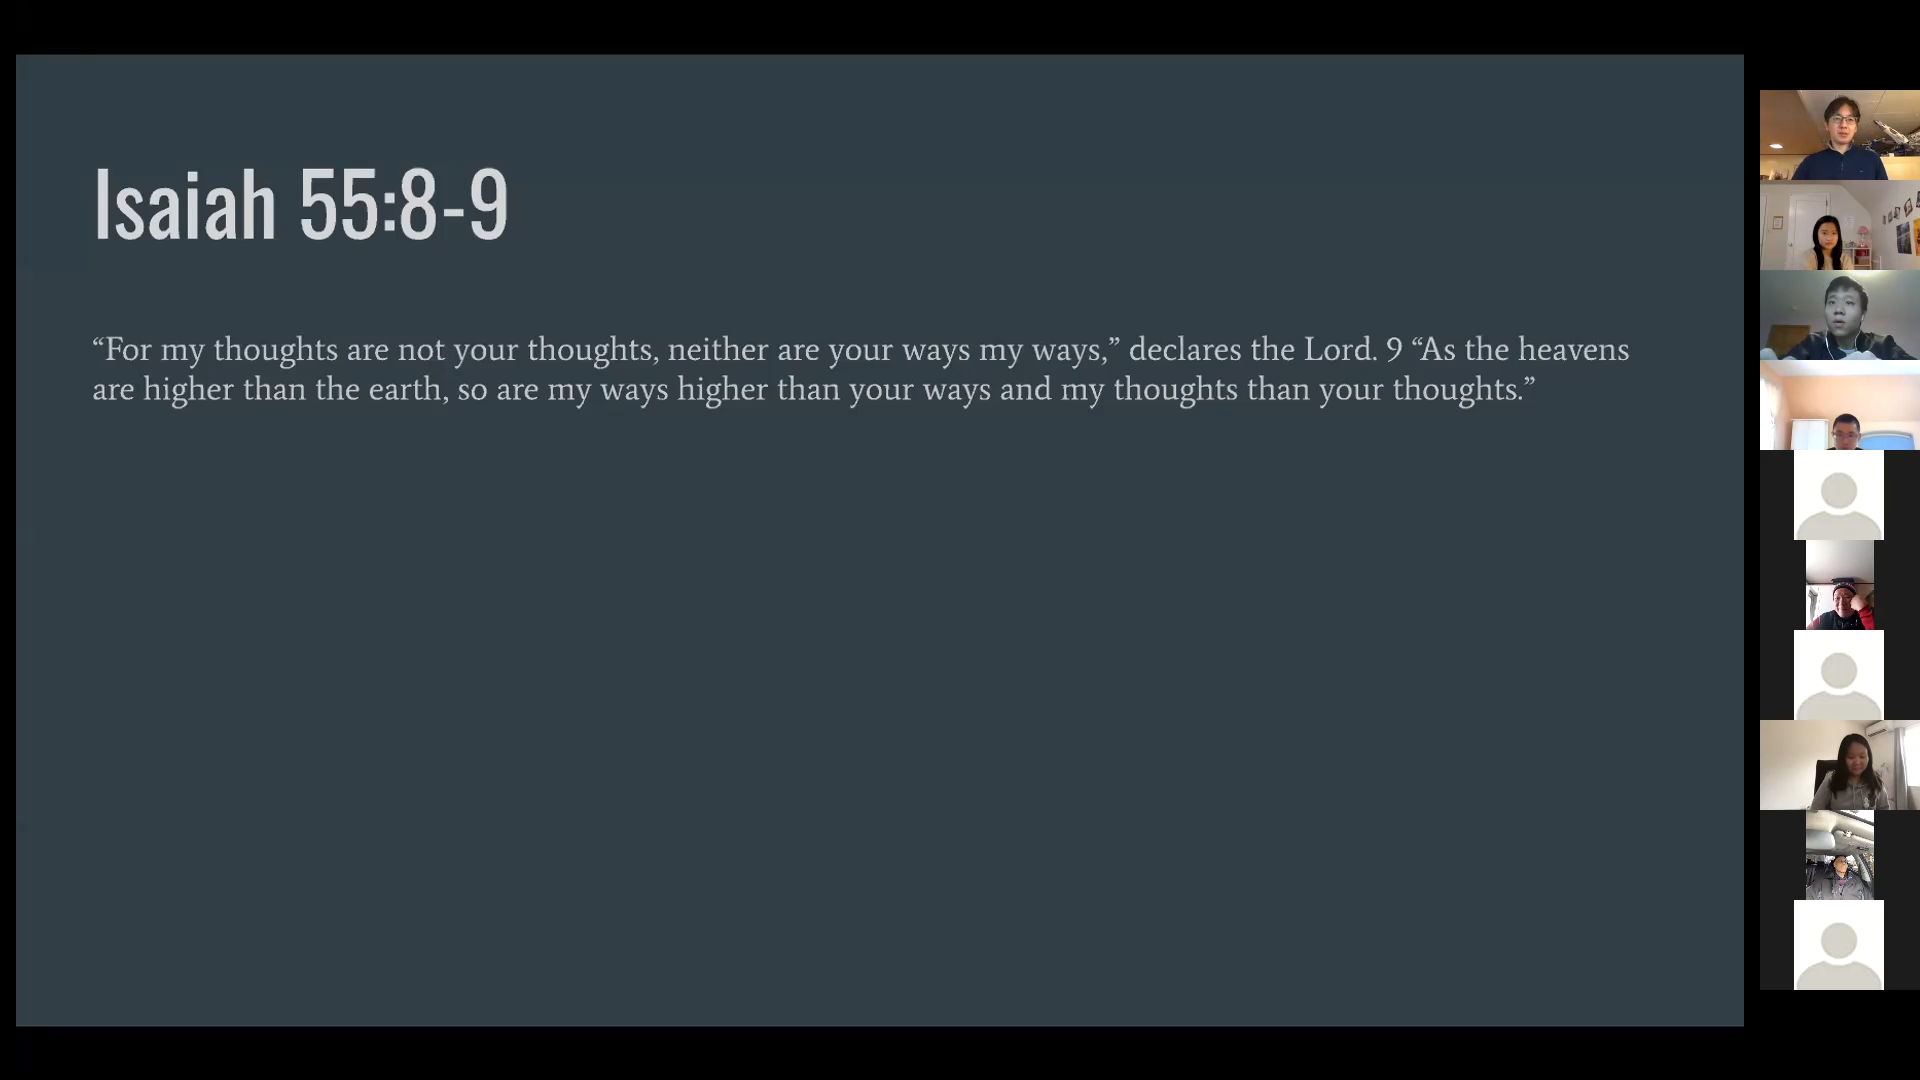 Isaiah 55:8-9
“For my thoughts are not your thoughts, neither are your ways my ways,” declares the Lord. 9 “As the heavens
are higher than the earth, so are my ways higher than your ways and my thoughts than your thoughts.”